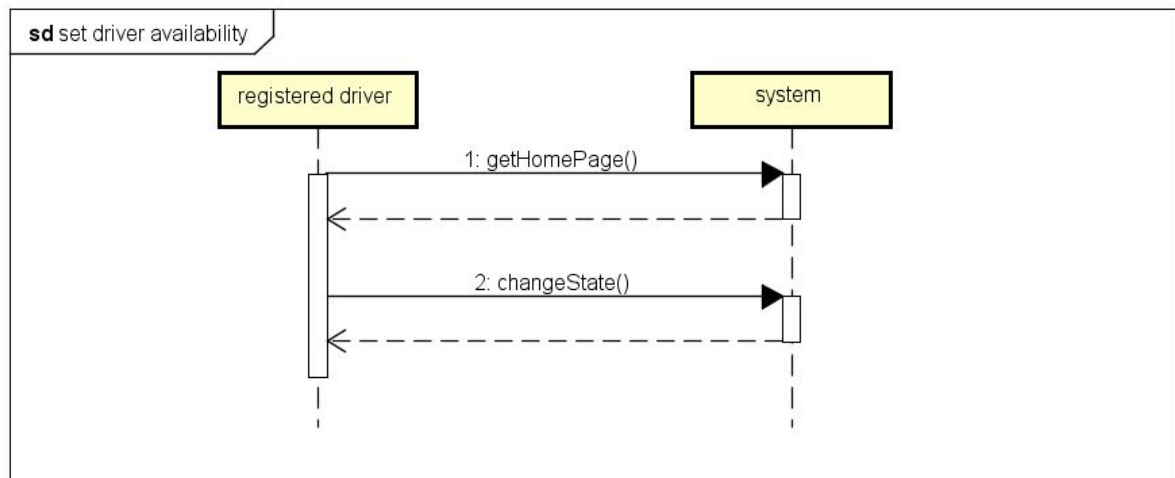 sd set driver availability
registered driver
system
1: getHomePage()
2: changeState()